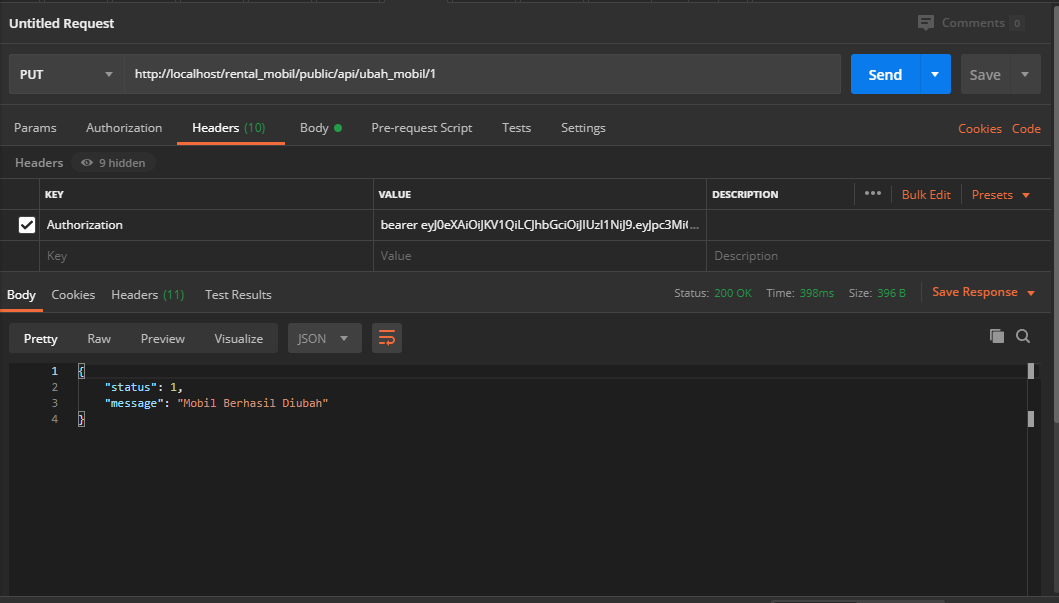 Untitled Request
Comments 0
PUT
http://localhost/rental_mobil/public/api/ubah_mobil/1
Send
Save
Params
Authorization
Headers (10)
Body
Pre-request Script
Tests
Settings
Cookies
Code
Headers
9 hidden
KEY
VALUE
DESCRIPTION
•••
Bulk Edit
Presets
Authorization
bearer eyJ0eXAiOiJKV1QiLCJhbGciOiJIUzI1NiJ9.eyJpc3Mi...
Key
Value
Description
Body
Cookies
Headers (11)
Test Results
Status: 200 OK
Time: 398ms
Size: 396 B
Save Response
Pretty
Raw
Preview
Visualize
JSON
1 {
2 "status": 1,
3 "message": "Mobil Berhasil Diubah"
4 }